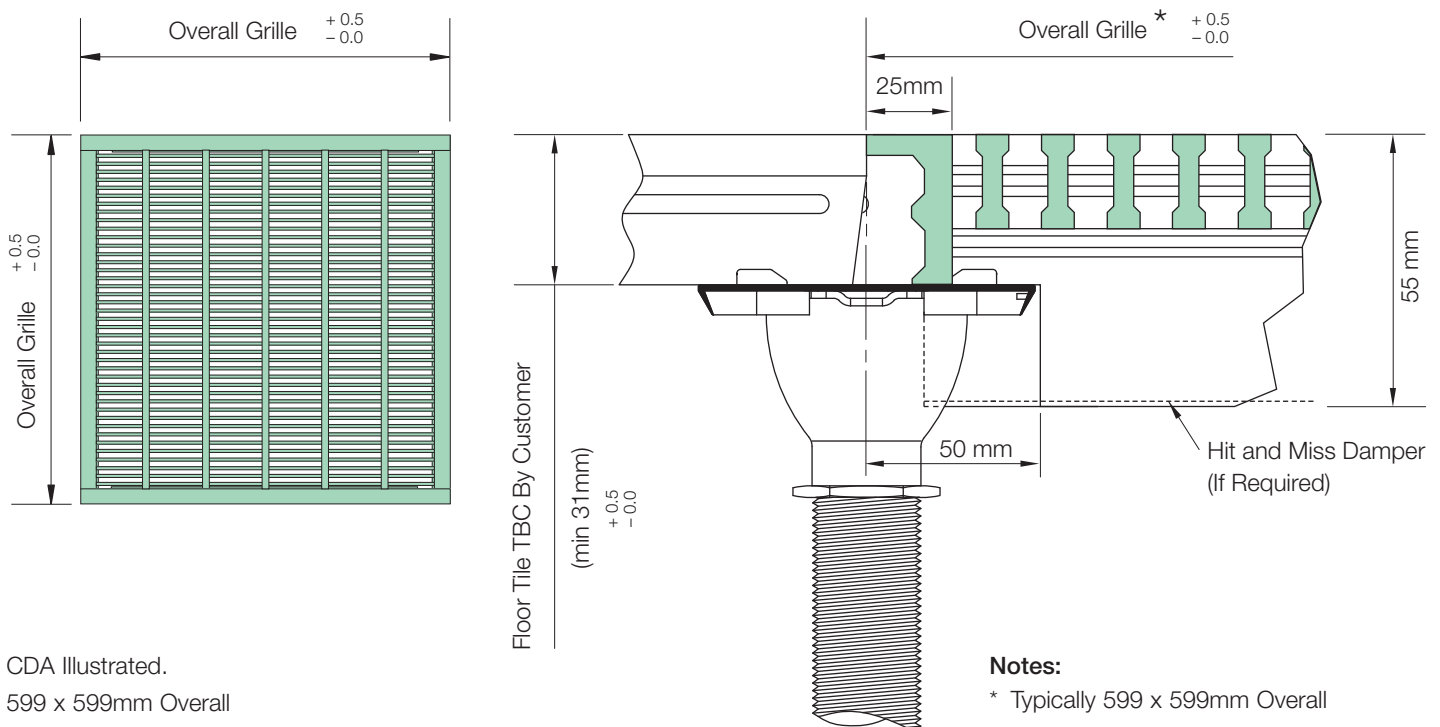 Overall Grille + 0.5 − 0.0
Overall Grille * + 0.5 − 0.0
25mm
Overall Grille + 0.5 − 0.0
55 mm
50 mm
Hit and Miss Damper
(If Required)
Floor Tile TBC By Customer
(min 31mm) + 0.5 − 0.0
CDA Illustrated.
599 x 599mm Overall
Notes:
* Typically 599 x 599mm Overall